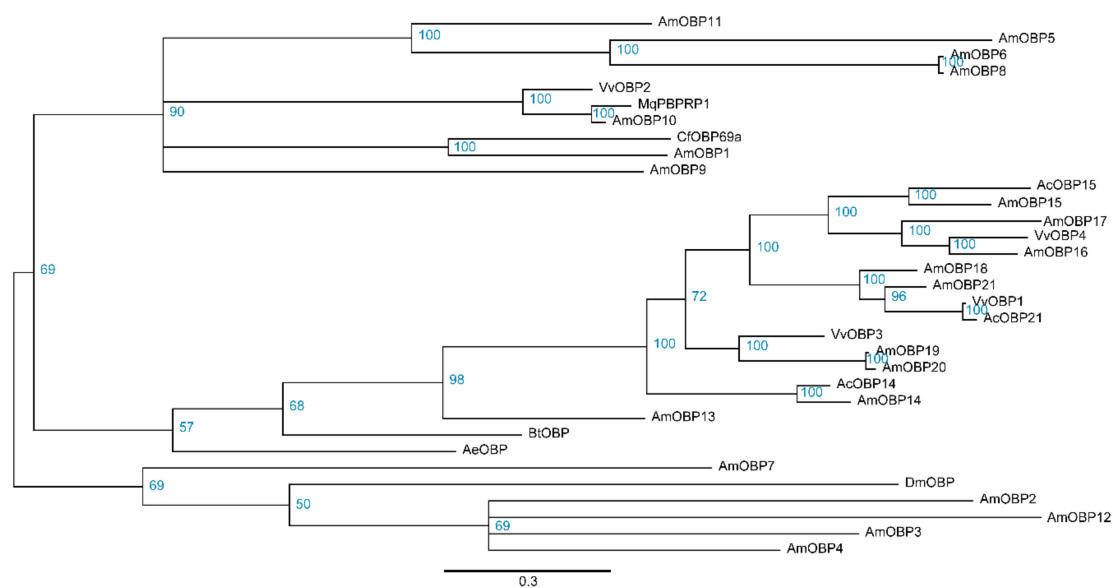 AmOBP11
100
AmOBP5
100
AmOBP6
100
AmOBP8
VvOBP2
100
MqPBPRP1
100
AmOBP10
90
CfOBP69a
100
AmOBP1
AmOBP9
AcOBP15
100
AmOBP15
100
AmOBP17
100
VvOBP4
100
AmOBP16
100
AmOBP18
100
AmOBP21
96
VvOBP1
100
AcOBP21
69
72
VvOBP3
100
AmOBP19
100
AmOBP20
100
AcOBP14
100
AmOBP14
98
AmOBP13
68
BtOBP
57
AeOBP
AmOBP7
69
DmOBP
50
AmOBP2
AmOBP12
69
AmOBP3
AmOBP4
0.3